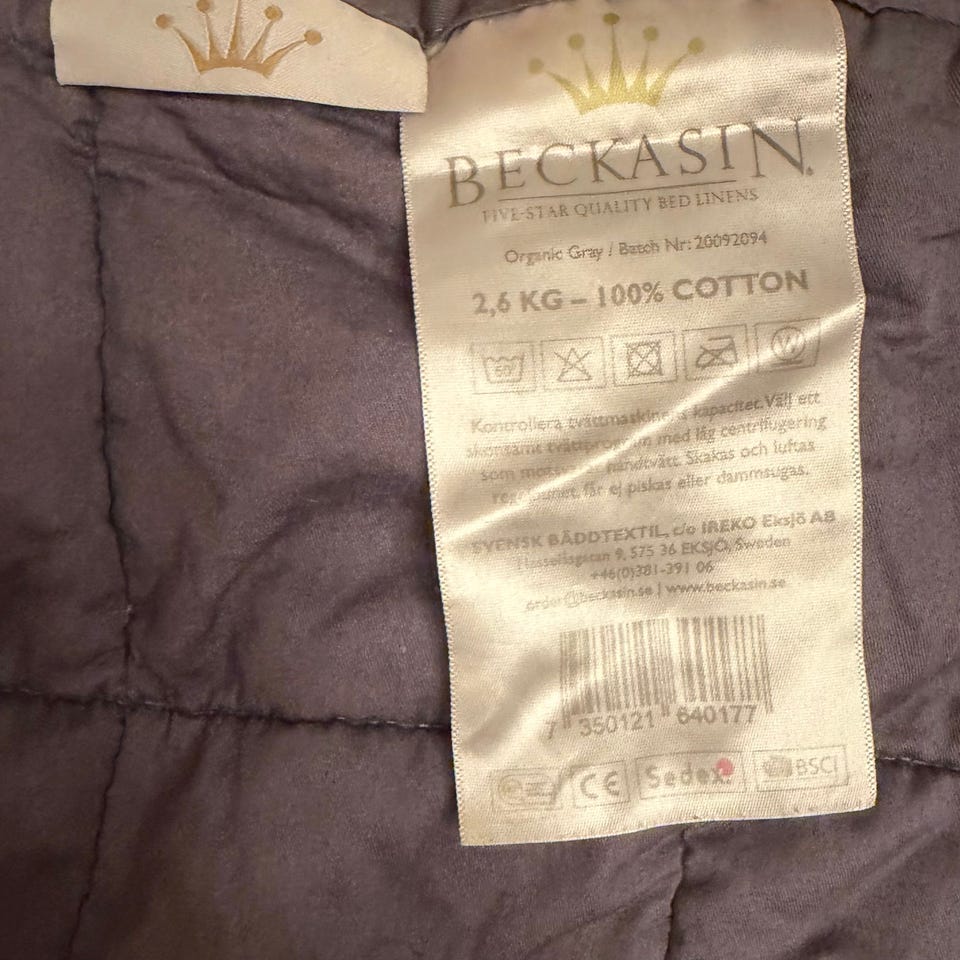 BECKASIN®
FIVE-STAR QUALITY BED LINENS
Organic Gray / Batch Nr: 20092094
2,6 KG – 100% COTTON
W
Kontrollera tvättmaskinens kapacitet. Välj ett
skonsamt tvättprogram med låg centrifugering
som handtvätt. Skakas och luftas
regelbundet, får ej piskas eller dammsugas.
SVENSK BÄDDTEXTIL, c/o IREKO Eksjö AB
9, 575 36 EKSJÖ, Sweden
+46(0)381-391 06
order@beckasin.se | www.beckasin.se
7 350121 640177
CE
Sedex
BSCI